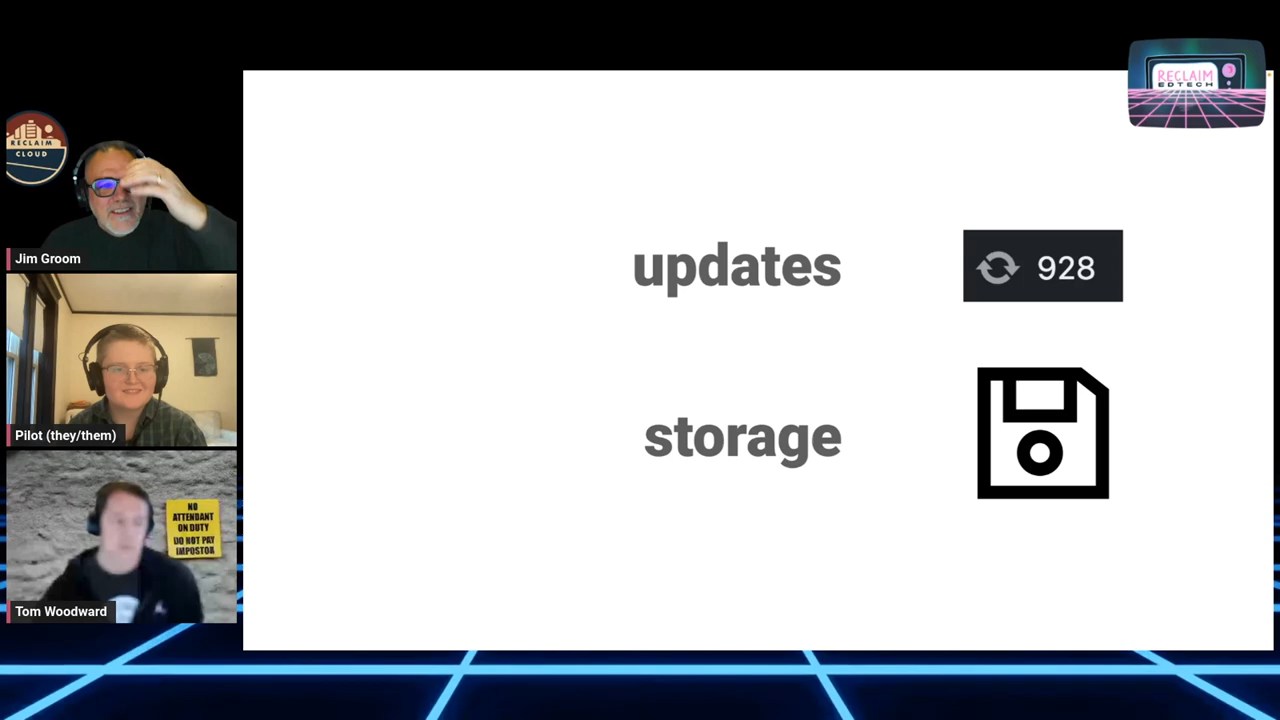 RECLAIM
EDTECH
RECLAIM
CLOUD
Jim Groom
updates
928
storage
Pilot (they/them)
NO
ATTENDANT
ON DUTY
DO NOT PAY
IMPOSTOR
Tom Woodward